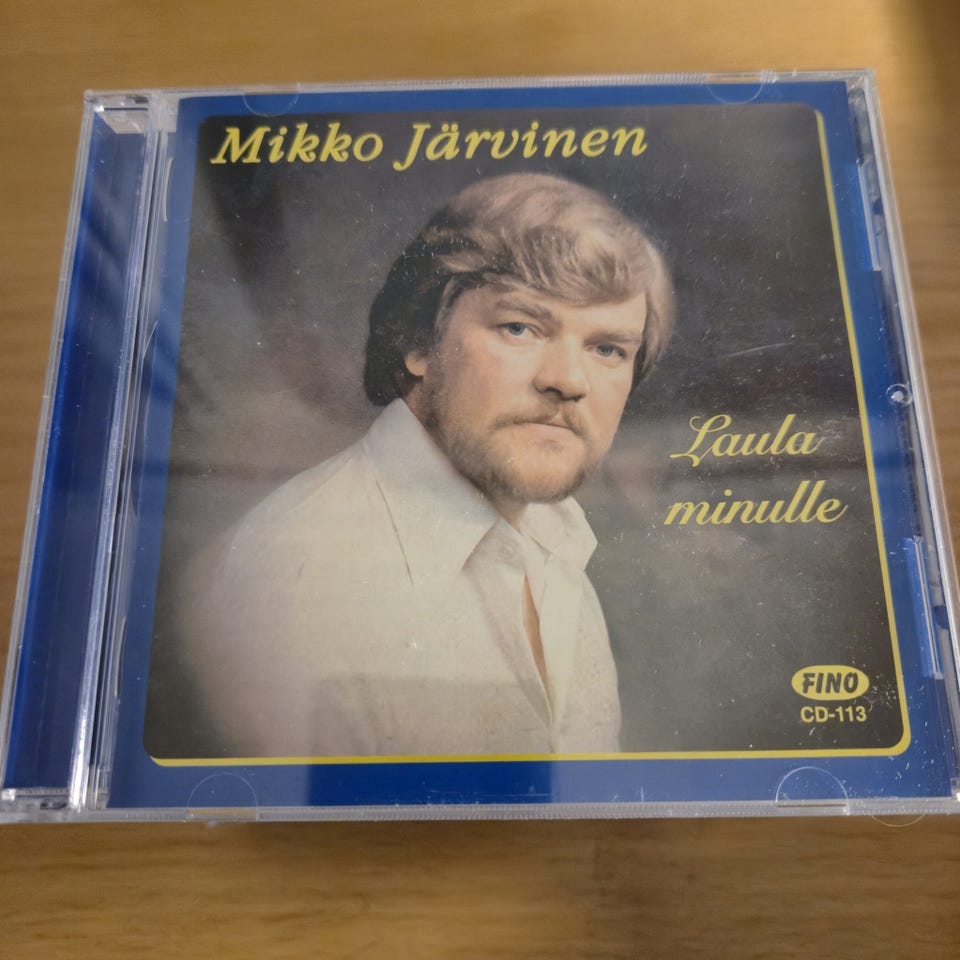 Mikko Järvinen
Laula
minulle
FINO
CD-113